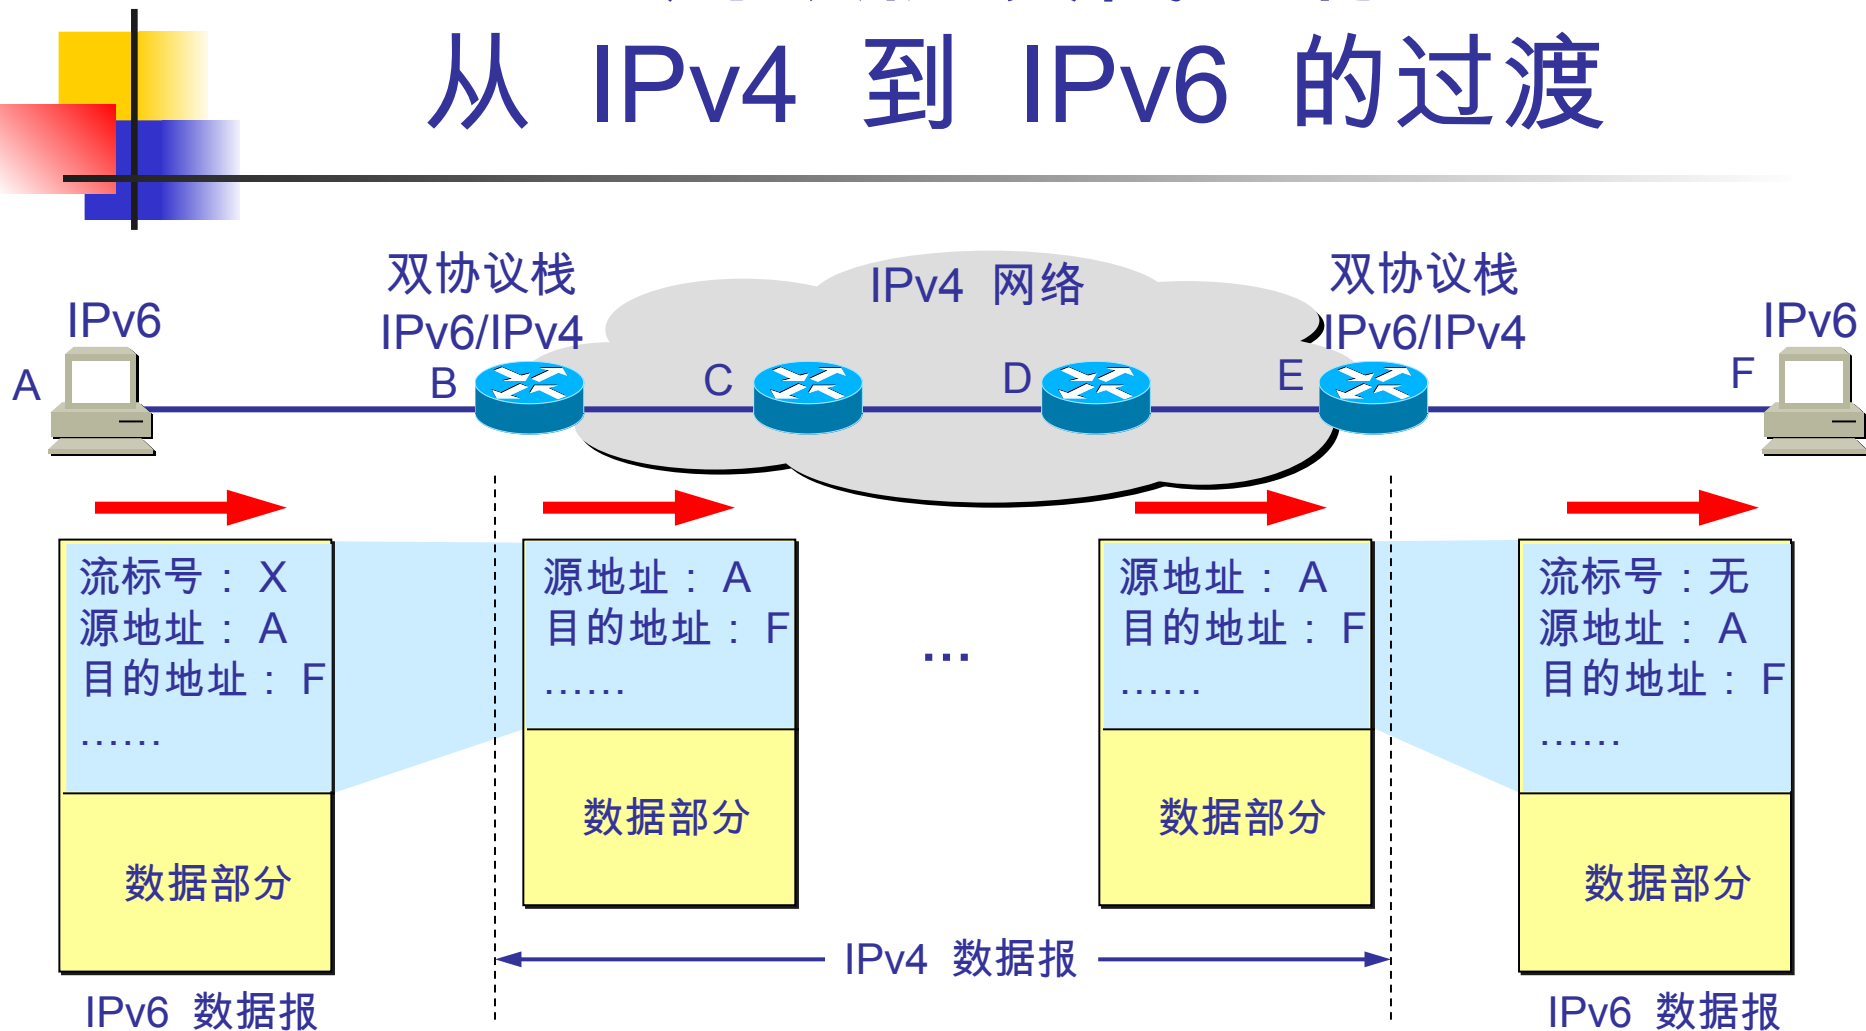 从 IPv4 到 IPv6 的过渡
双协议栈
IPv6/IPv4
IPv4 网络
双协议栈
IPv6/IPv4
IPv6
IPv6
A
B
C
D
E
F
流标号：X
源地址：A
目的地址：F
……
数据部分
IPv6 数据报
源地址：A
目的地址：F
……
数据部分
…
源地址：A
目的地址：F
……
数据部分
IPv4 数据报
流标号：无
源地址：A
目的地址：F
……
数据部分
IPv6 数据报